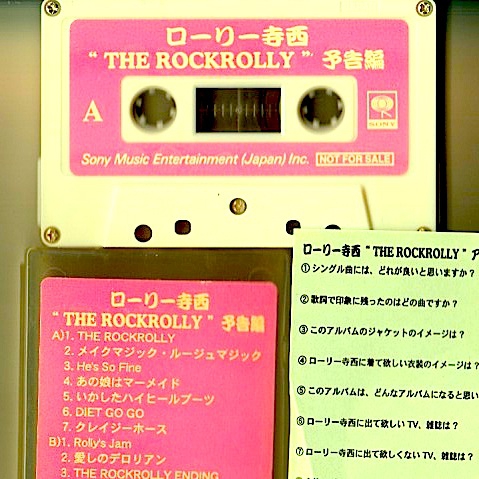 ローリー寺西
“THE ROCKROLLY” 予告編
A
SONY
Sony Music Entertainment (Japan) Inc. NOT FOR SALE
ローリー寺西
“THE ROCKROLLY” 予告編
A)1. THE ROCKROLLY
2. メイクマジック・ルージュマジック
3. He's So Fine
4. あの娘はマーメイド
5. いかしたハイヒールブーツ
6. DIET GO GO
7. クレイジーホース
B)1. Rolly's Jam
2. 愛しのデロリアン
3. THE ROCKROLLY ENDING
ローリー寺西 “THE ROCKROLLY” ア
①シングル曲には、どれが良いと思いますか?
②歌詞で印象に残ったのはどの曲ですか?
③このアルバムのジャケットのイメージは?
④ローリー寺西に着て欲しい衣装のイメージは?
⑤このアルバムは、どんなアルバムになると思い
⑥ローリー寺西に出て欲しいTV、雑誌は?
⑦ローリー寺西に出て欲しくないTV、雑誌は?